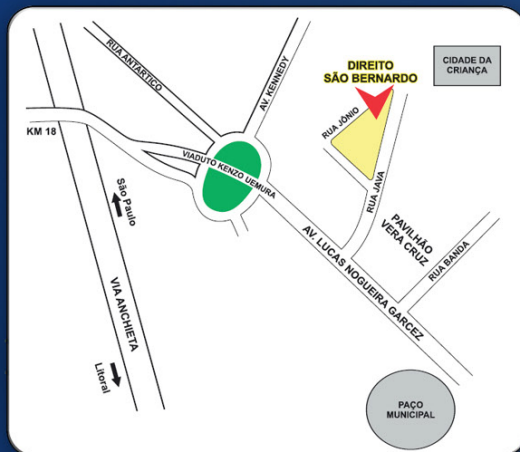 RUA ANTÁRTICO
AV. KENNEDY
DIREITO
SÃO BERNARDO
CIDADE DA
CRIANÇA
RUA JÔNIO
KM 18
VIADUTO KENZO UEMURA
São Paulo
RUA JAVA
PAVILHÃO
VERA CRUZ
AV. LUCAS NOGUEIRA GARCEZ
RUA BANDA
VIA ANCHIETA
Litoral
PAÇO
MUNICIPAL